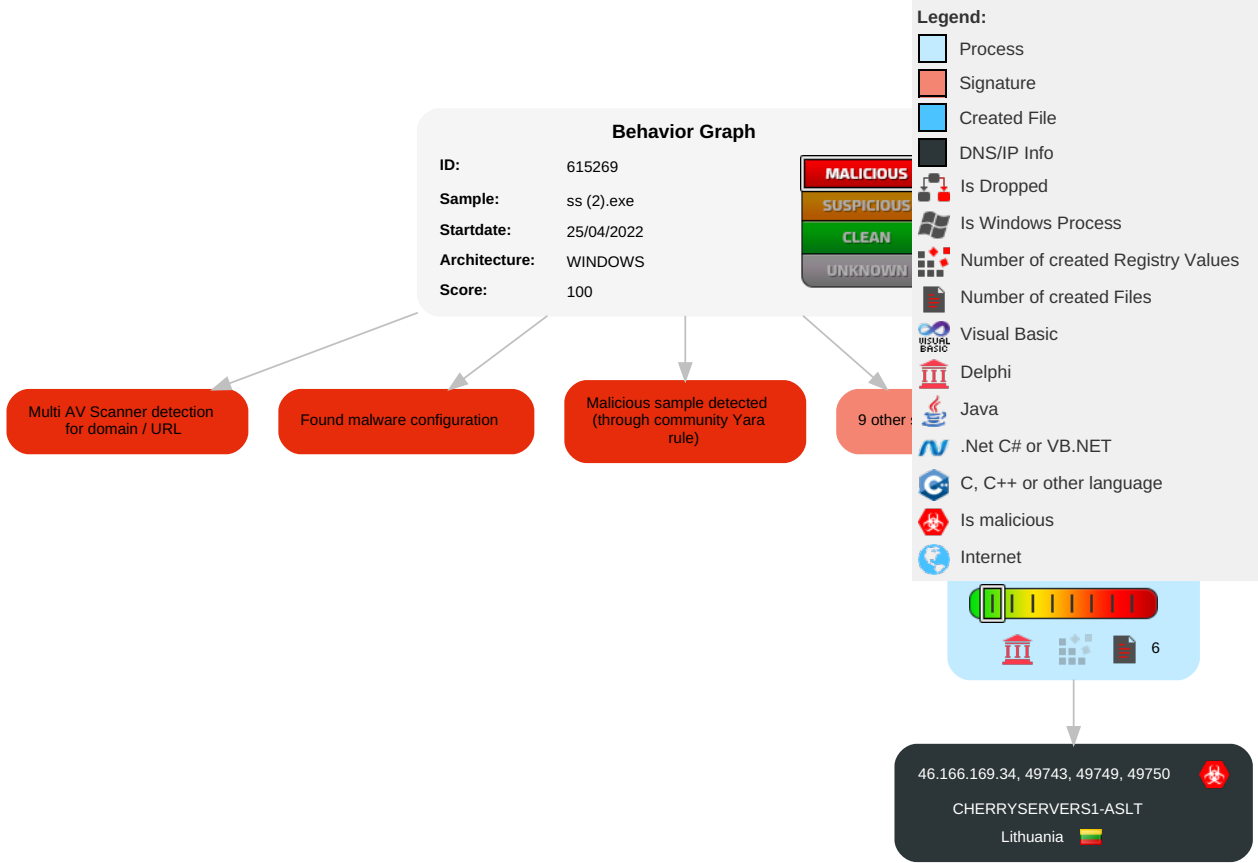 Legend:
Process
Signature
Created File
DNS/IP Info
Is Dropped
Is Windows Process
Number of created Registry Values
Number of created Files
VISUAL
BASIC
Visual Basic
Delphi
Java
.Net C# or VB.NET
C, C++ or other language
Is malicious
Internet
Behavior Graph
ID: 615269
Sample: ss (2).exe
Startdate: 25/04/2022
Architecture: WINDOWS
Score: 100
MALICIOUS
SUSPICIOUS
CLEAN
UNKNOWN
Multi AV Scanner detection
for domain / URL
Found malware configuration
Malicious sample detected
(through community Yara
rule)
9 other
6
46.166.169.34, 49743, 49749, 49750
CHERRYSERVERS1-ASLT
Lithuania